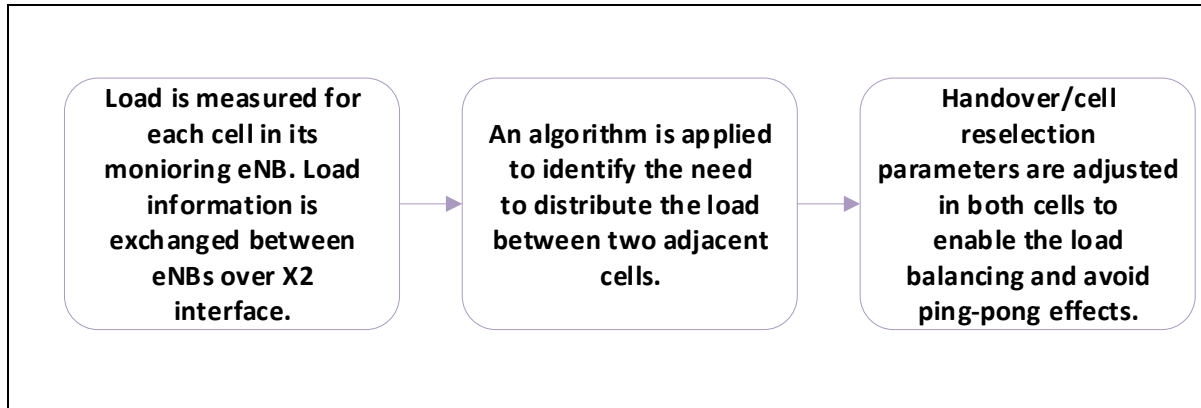 Load is measured for
each cell in its
monioring eNB. Load
information is
exchanged between
eNBs over X2
interface.
An algorithm is applied
to identify the need
to distribute the load
between two adjacent
cells.
Handover/cell
reselection
parameters are adjusted
in both cells to
enable the load
balancing and avoid
ping-pong effects.